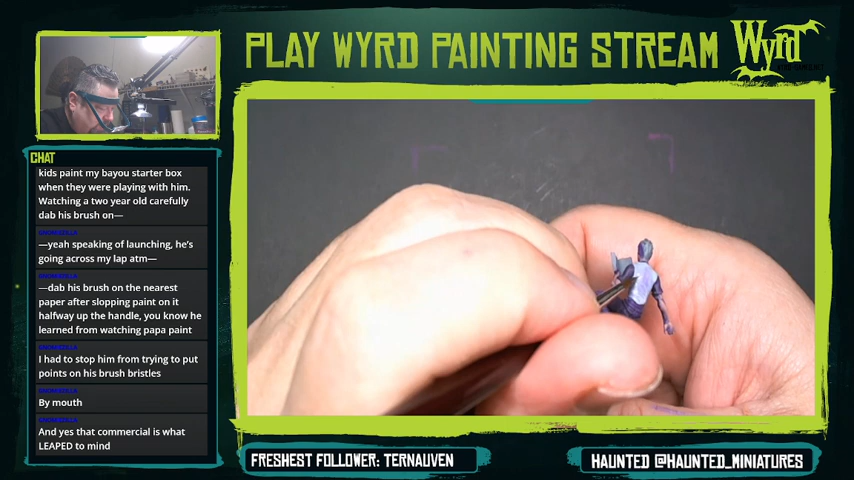 PLAY WYRD PAINTING STREAM
Wyrd
CHAT
kids paint my bayou starter box
when they were playing with him.
Watching a two year old carefully
dab his brush on—
—yeah speaking of launching, he's
going across my lap atm—
—dab his brush on the nearest
paper after slopping paint on it
halfway up the handle, you know he
learned from watching papa paint
I had to stop him from trying to put
points on his brush bristles
By mouth
And yes that commercial is what
LEAPED to mind
FRESHEST FOLLOWER: TERNAUVEN
HAUNTED @HAUNTED_MINIATURES